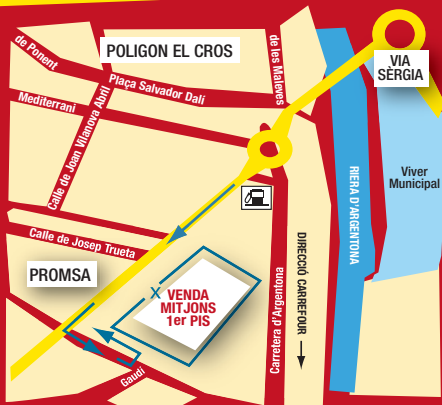 de Ponent
POLIGON EL CROS
de les Maleves
VIA
SÈRGIA
Plaça Salvador Dalí
Mediterrani
Calle de Joan Vilanova Abril
RIERA D'ARGENTONA
Viver
Municipal
Calle de Josep Trueta
PROMSA
X
VENDA
MITJONS
1er PIS
Carretera d'Argentona
DIRECCIÓ CARREFOUR
Gaudí